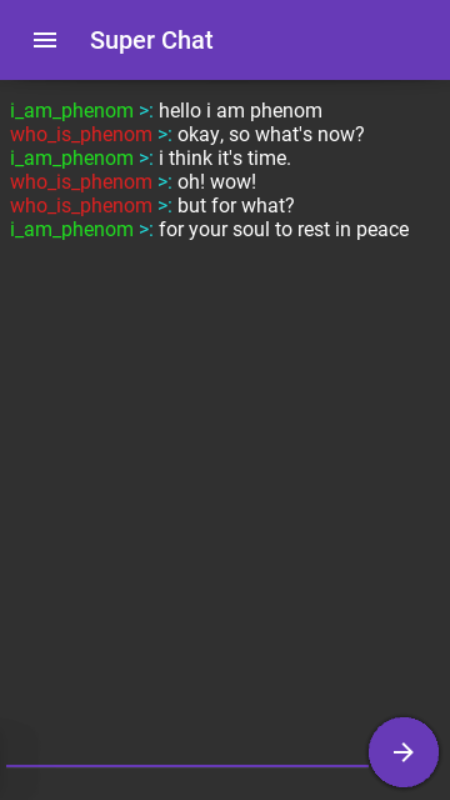 Super Chat
i_am_phenom >: hello i am phenom
who_is_phenom >: okay, so what's now?
i_am_phenom >: i think it's time.
who_is_phenom >: oh! wow!
who_is_phenom >: but for what?
i_am_phenom >: for your soul to rest in peace